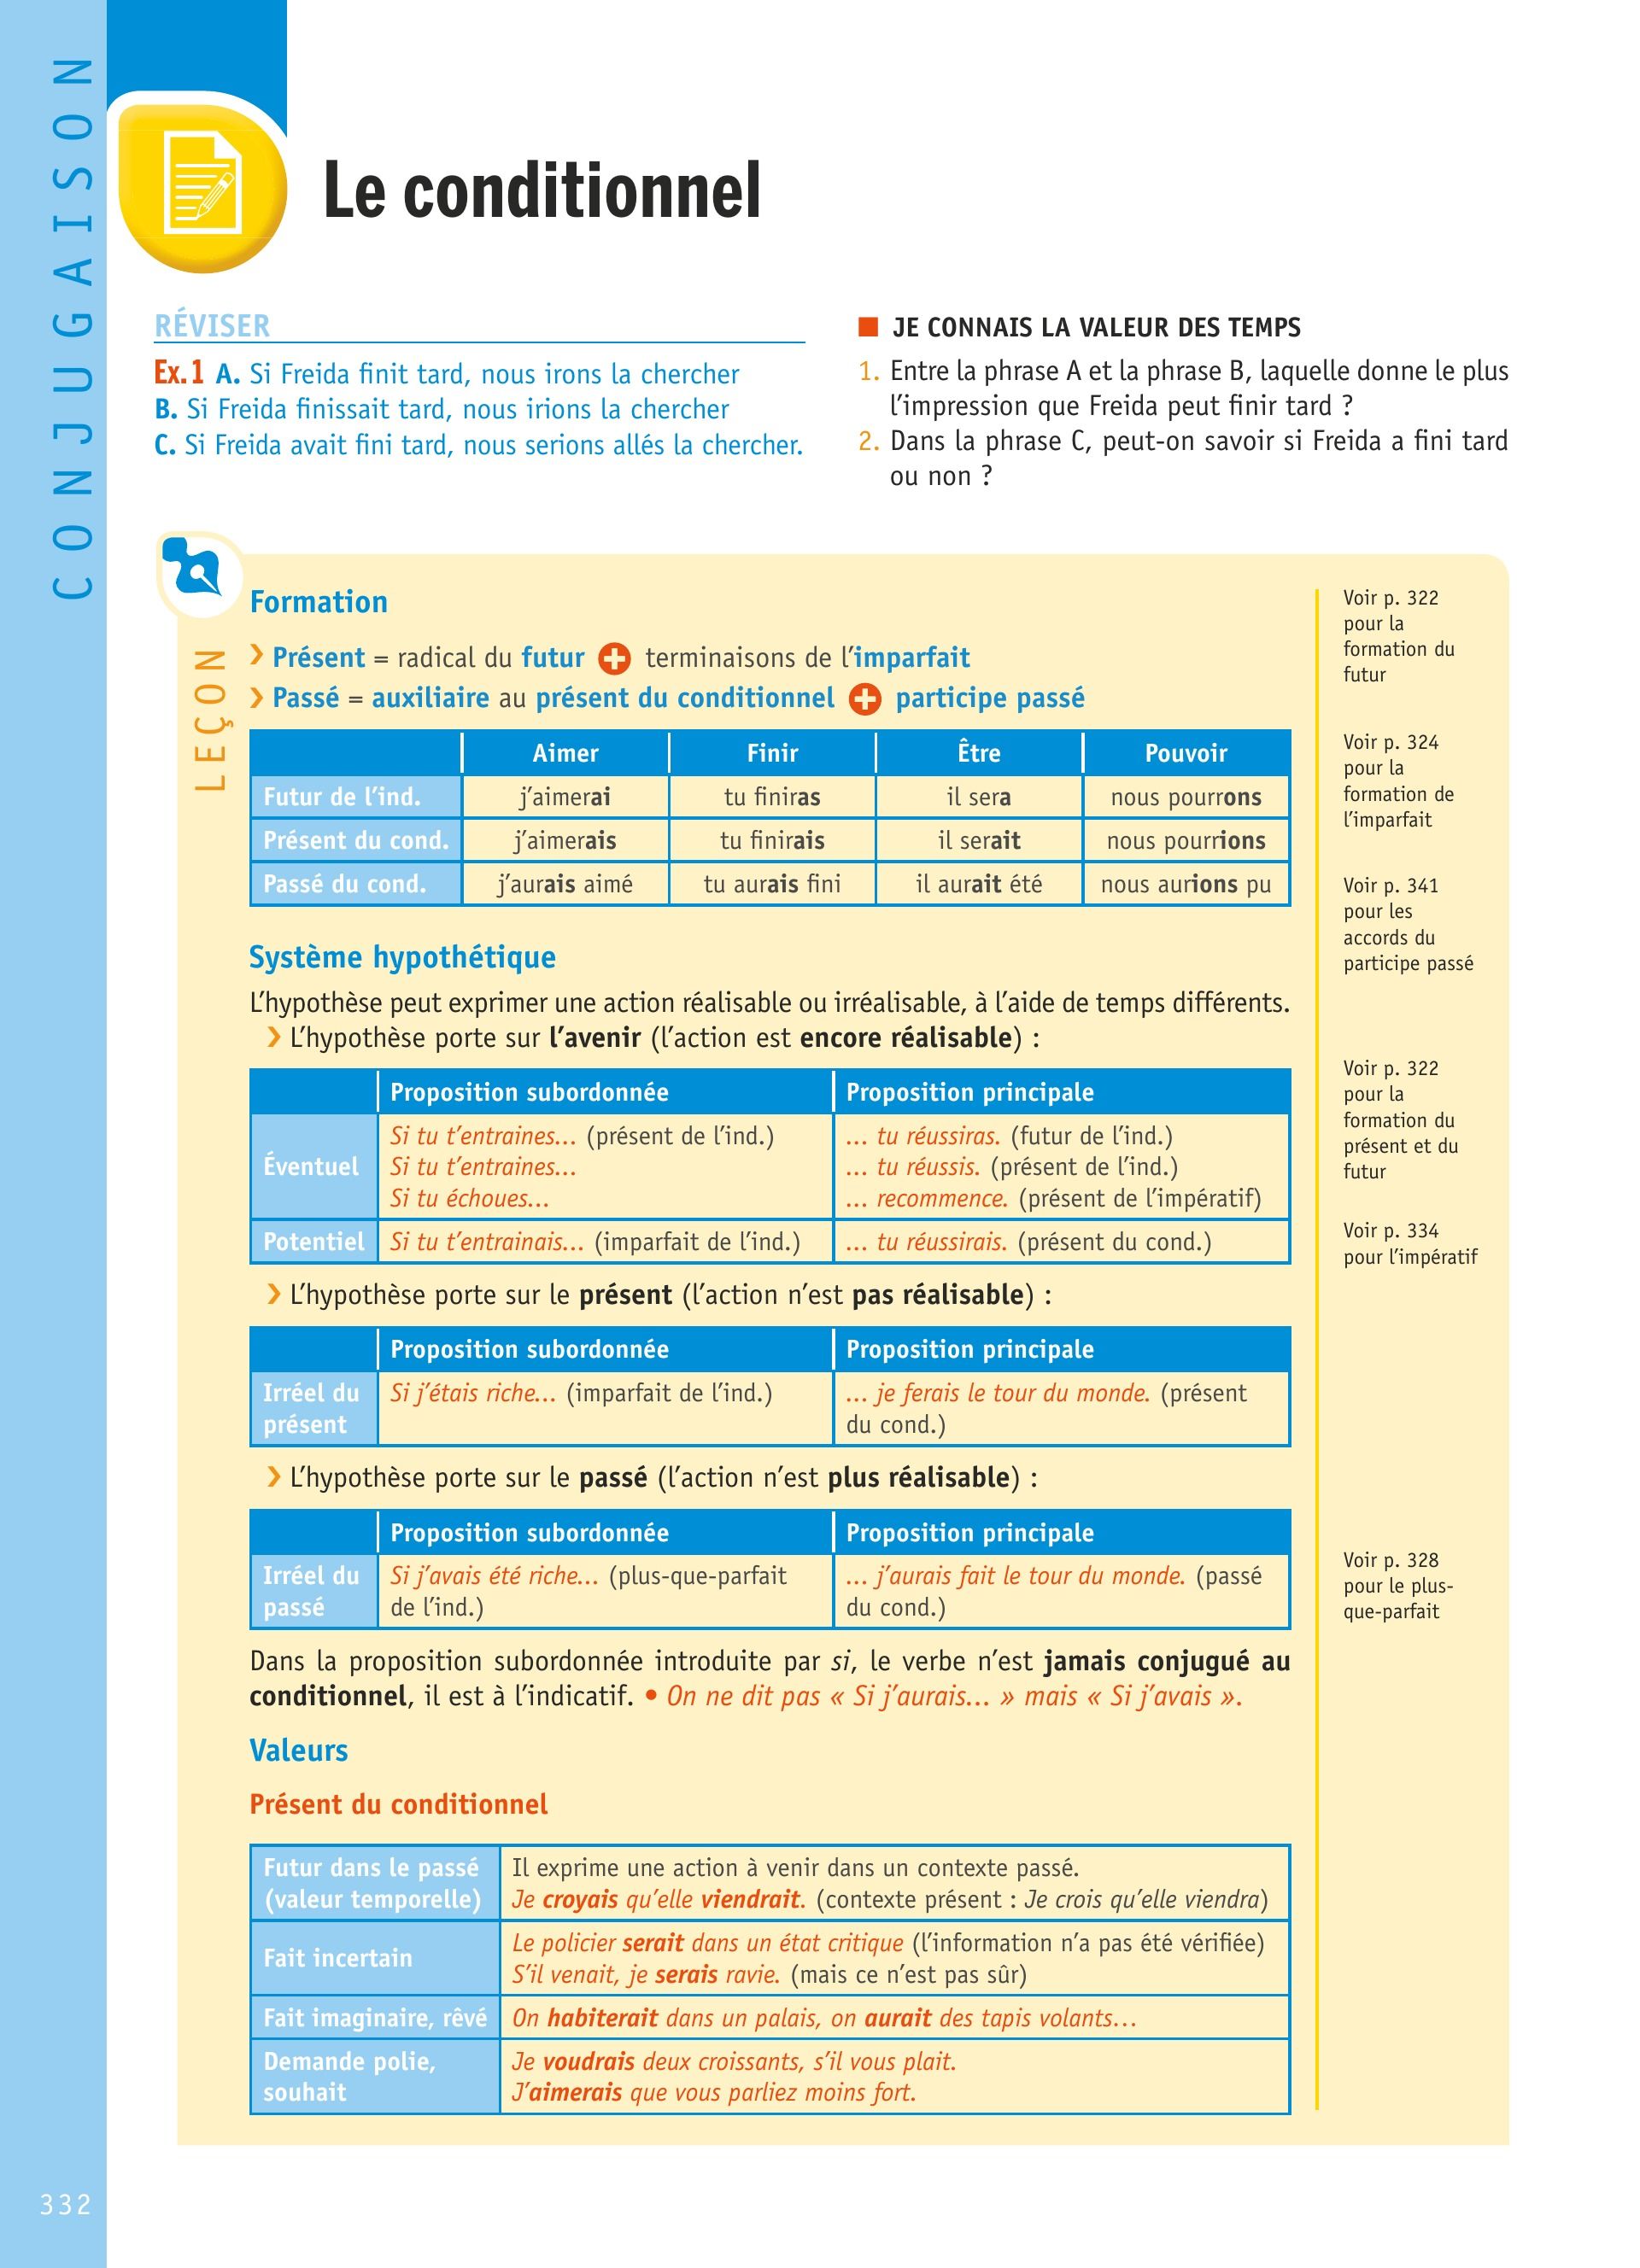 CONJUGAISON
Le conditionnel
RÉVISER
Ex.1 A. Si Freida finit tard, nous irons la chercher
B. Si Freida finissait tard, nous irions la chercher
C. Si Freida avait fini tard, nous serions allés la chercher.
■ JE CONNAIS LA VALEUR DES TEMPS
1. Entre la phrase A et la phrase B, laquelle donne le plus
l’impression que Freida peut finir tard ?
2. Dans la phrase C, peut-on savoir si Freida a fini tard
ou non ?
LEÇON
Formation
› Présent = radical du futur + terminaisons de l’imparfait
› Passé = auxiliaire au présent du conditionnel + participe passé
Aimer Finir Être Pouvoir
Futur de l’ind. j’aimerai tu finiras il sera nous pourrons
Présent du cond. j’aimerais tu finirais il serait nous pourrions
Passé du cond. j’aurais aimé tu aurais fini il aurait été nous aurions pu
Système hypothétique
L’hypothèse peut exprimer une action réalisable ou irréalisable, à l’aide de temps différents.
› L’hypothèse porte sur l’avenir (l’action est encore réalisable) :
Proposition subordonnée Proposition principale
Éventuel
Si tu t’entraines... (présent de l’ind.) ... tu réussiras. (futur de l’ind.)
Si tu t’entraines... ... tu réussis. (présent de l’ind.)
Si tu échoues... ... recommence. (présent de l’impératif)
Potentiel Si tu t’entrainais... (imparfait de l’ind.) ... tu réussirais. (présent du cond.)
› L’hypothèse porte sur le présent (l’action n’est pas réalisable) :
Proposition subordonnée Proposition principale
Irréel du Si j’étais riche... (imparfait de l’ind.) ... je ferais le tour du monde. (présent
présent du cond.)
› L’hypothèse porte sur le passé (l’action n’est plus réalisable) :
Proposition subordonnée Proposition principale
Irréel du Si j’avais été riche... (plus-que-parfait ... j’aurais fait le tour du monde. (passé
passé de l’ind.) du cond.)
Dans la proposition subordonnée introduite par si, le verbe n’est jamais conjugué au
conditionnel, il est à l’indicatif. • On ne dit pas « Si j’aurais... » mais « Si j’avais ».
Valeurs
Présent du conditionnel
Futur dans le passé Il exprime une action à venir dans un contexte passé.
(valeur temporelle) Je croyais qu’elle viendrait. (contexte présent : Je crois qu’elle viendra)
Fait incertain
Le policier serait dans un état critique (l’information n’a pas été vérifiée)
S’il venait, je serais ravie. (mais ce n’est pas sûr)
Fait imaginaire, rêvé On habiterait dans un palais, on aurait des tapis volants...
Demande polie, Je voudrais deux croissants, s’il vous plait.
souhait J’aimerais que vous parliez moins fort.
Voir p. 322
pour la
formation du
futur
Voir p. 324
pour la
formation de
l’imparfait
Voir p. 341
pour les
accords du
participe passé
Voir p. 322
pour la
formation du
présent et du
futur
Voir p. 334
pour l’impératif
Voir p. 328
pour le plus-
que-parfait
332